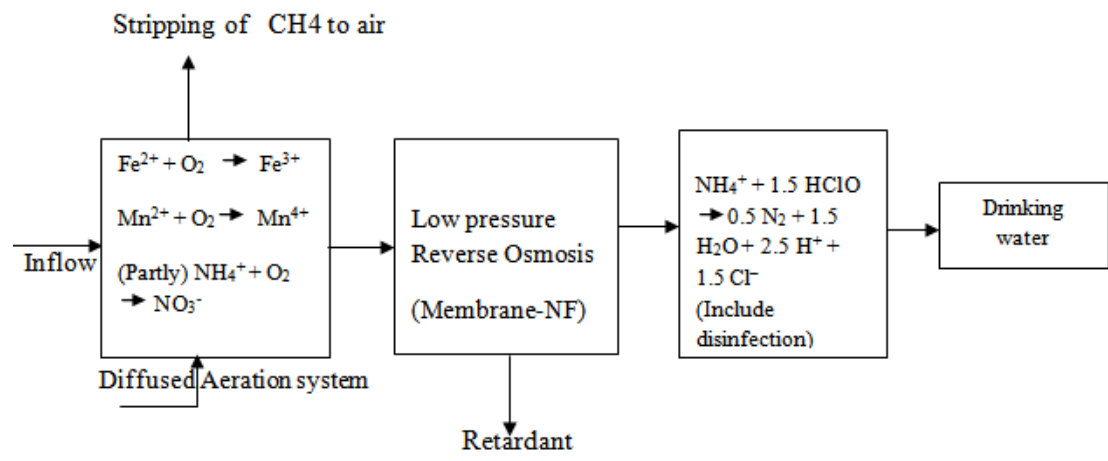 Stripping of CH4 to air
Fe²⁺ + O₂ → Fe³⁺
Mn²⁺ + O₂ → Mn⁴⁺
(Partly) NH₄⁺ + O₂
→ NO₃⁻
Inflow
Diffused Aeration system
Low pressure
Reverse Osmosis
(Membrane-NF)
Retardant
NH₄⁺ + 1.5 HClO
→ 0.5 N₂ + 1.5
H₂O + 2.5 H⁺ +
1.5 Cl⁻
(Include
disinfection)
Drinking
water